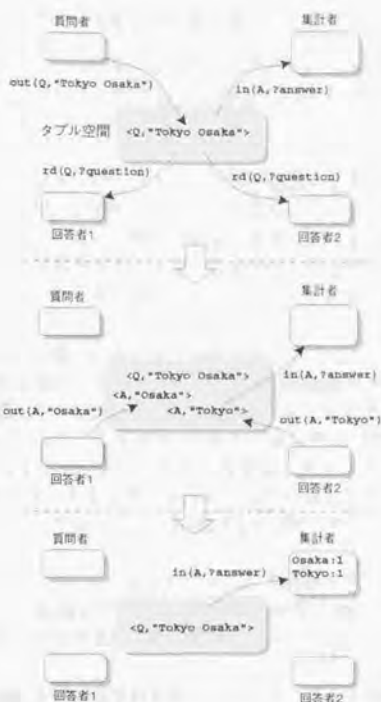 質問者
集計者
out(Q,"Tokyo Osaka")
in(A,?answer)
タプル空間 <Q,"Tokyo Osaka">
rd(Q,?question)
rd(Q,?question)
回答者1
回答者2
質問者
集計者
<Q,"Tokyo Osaka">
in(A,?answer)
<A,"Osaka">
out(A,"Osaka")
<A,"Tokyo">
out(A,"Tokyo")
回答者1
回答者2
質問者
集計者
Osaka:1
Tokyo:1
in(A,?answer)
<Q,"Tokyo Osaka">
回答者1
回答者2